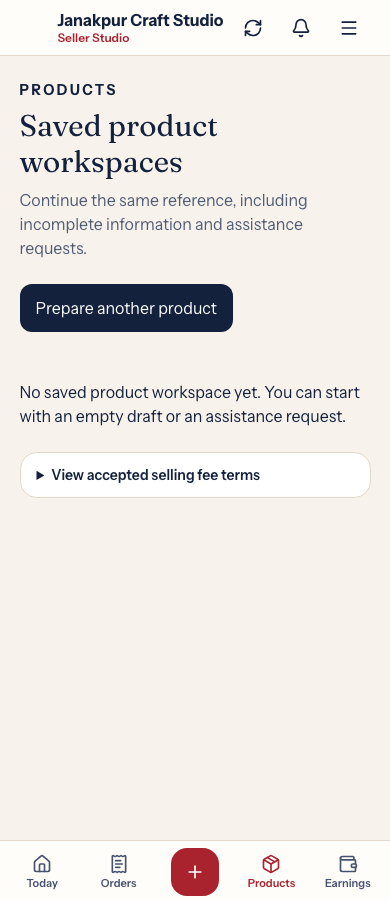 Janakpur Craft Studio
Seller Studio
PRODUCTS
Saved product
workspaces
Continue the same reference, including
incomplete information and assistance
requests.
Prepare another product
No saved product workspace yet. You can start
with an empty draft or an assistance request.
View accepted selling fee terms
Today
Orders
Products
Earnings